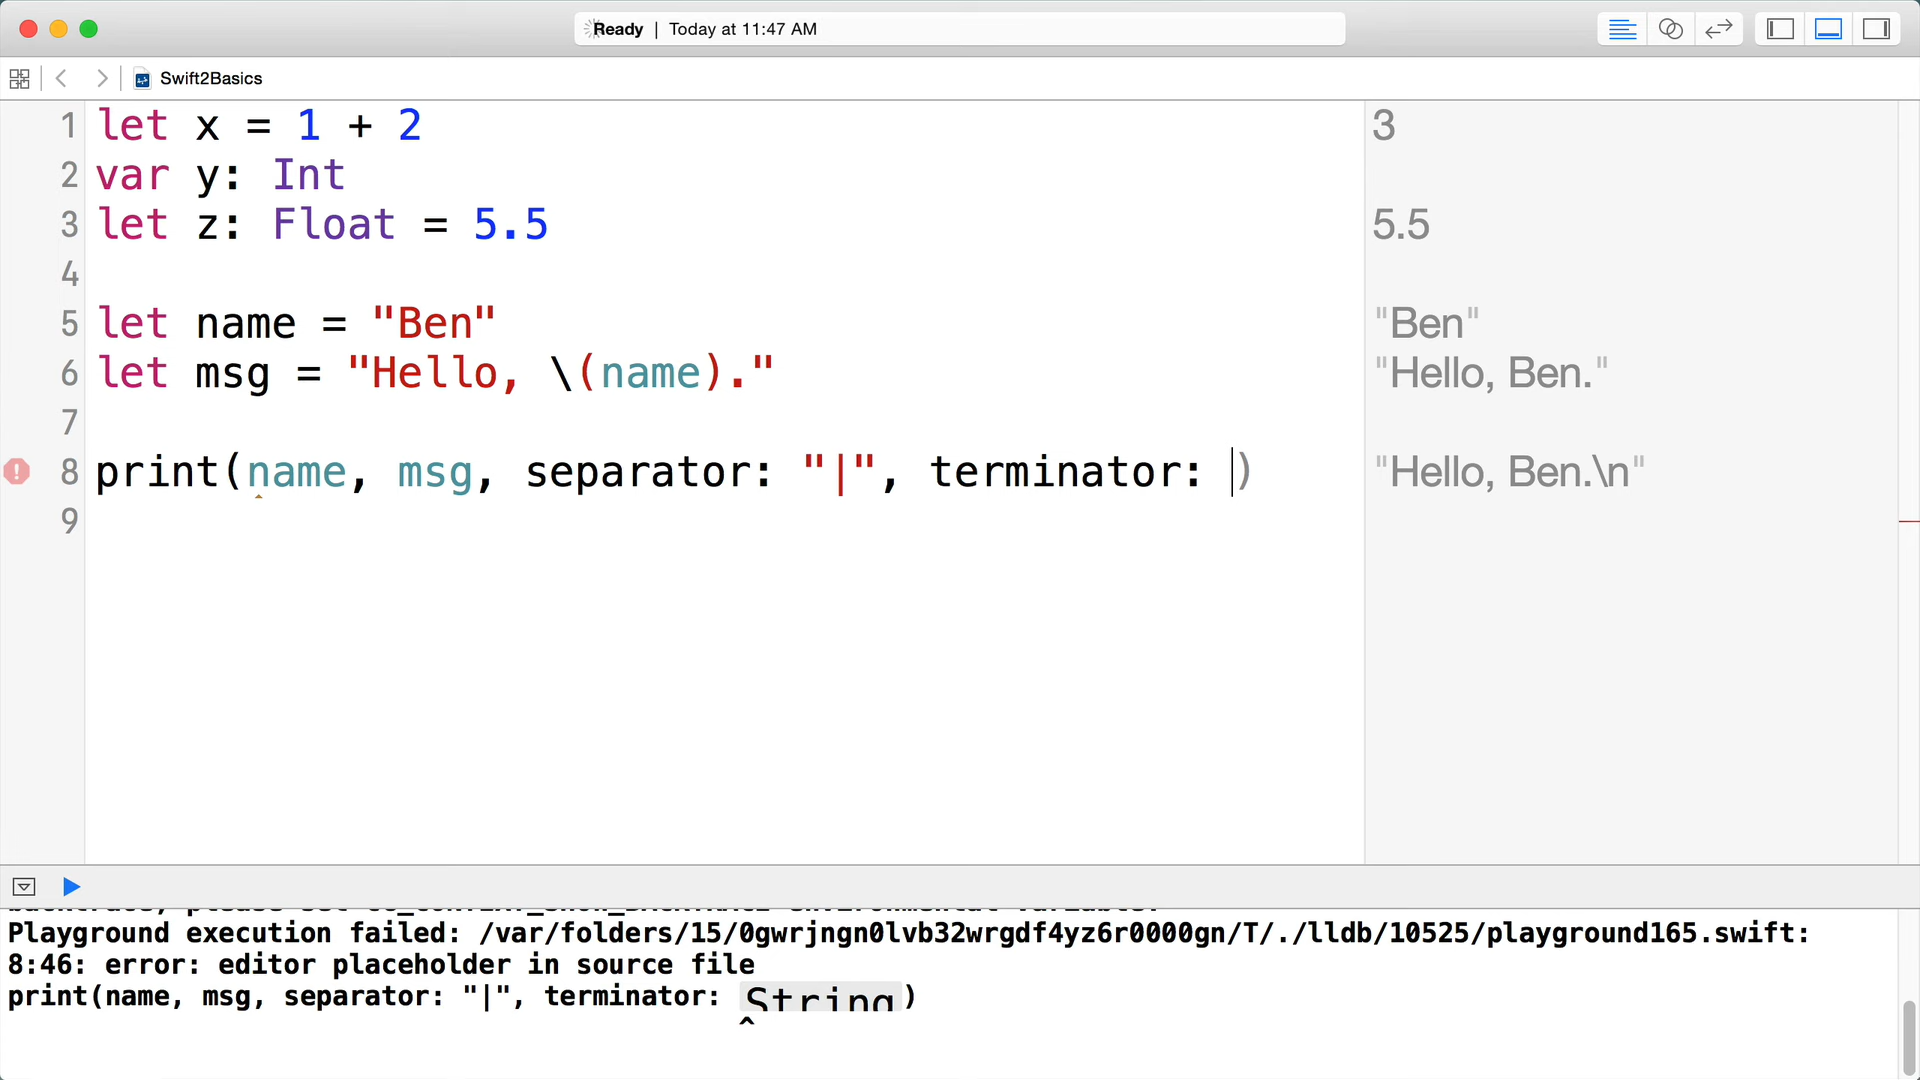 Ready | Today at 11:47 AM
Swift2Basics
1 let x = 1 + 2 3
2 var y: Int
3 let z: Float = 5.5 5.5
4
5 let name = "Ben" "Ben"
6 let msg = "Hello, \(name)." "Hello, Ben."
7
8 print(name, msg, separator: "|", terminator: ) "Hello, Ben.\n"
9
Playground execution failed: /var/folders/15/0gwrjngn0lvb32wrgdf4yz6r0000gn/T/./lldb/10525/playground165.swift:
8:46: error: editor placeholder in source file
print(name, msg, separator: "|", terminator: String)
^